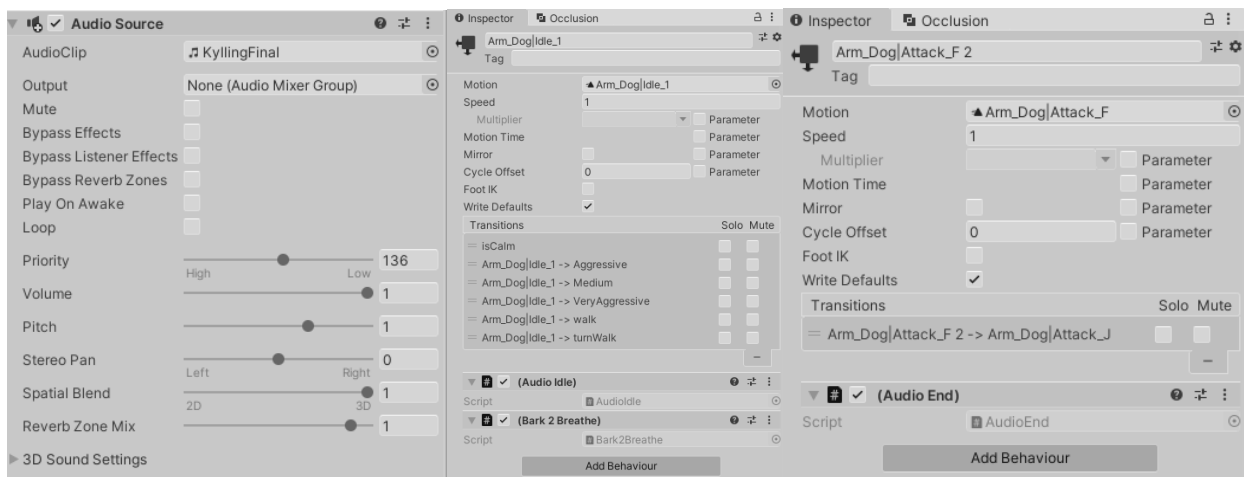 Audio Source
AudioClip KyllingFinal
Output None (Audio Mixer Group)
Mute
Bypass Effects
Bypass Listener Effects
Bypass Reverb Zones
Play On Awake
Loop
Priority 136
High Low
Volume 1
Pitch 1
Stereo Pan 0
Left Right
Spatial Blend 1
2D 3D
Reverb Zone Mix 1
3D Sound Settings
Inspector Occlusion
Arm_Dog|Idle_1
Tag
Motion Arm_Dog|Idle_1
Speed 1
Multiplier Parameter
Motion Time Parameter
Mirror Parameter
Cycle Offset 0 Parameter
Foot IK
Write Defaults
Transitions Solo Mute
isCalm
Arm_Dog|Idle_1 -> Aggressive
Arm_Dog|Idle_1 -> Medium
Arm_Dog|Idle_1 -> VeryAggressive
Arm_Dog|Idle_1 -> walk
Arm_Dog|Idle_1 -> turnWalk
(Audio Idle)
Script AudioIdle
(Bark 2 Breathe)
Script Bark2Breathe
Add Behaviour
Inspector Occlusion
Arm_Dog|Attack_F 2
Tag
Motion Arm_Dog|Attack_F
Speed 1
Multiplier Parameter
Motion Time Parameter
Mirror Parameter
Cycle Offset 0 Parameter
Foot IK
Write Defaults
Transitions Solo Mute
Arm_Dog|Attack_F 2 -> Arm_Dog|Attack_J
(Audio End)
Script AudioEnd
Add Behaviour